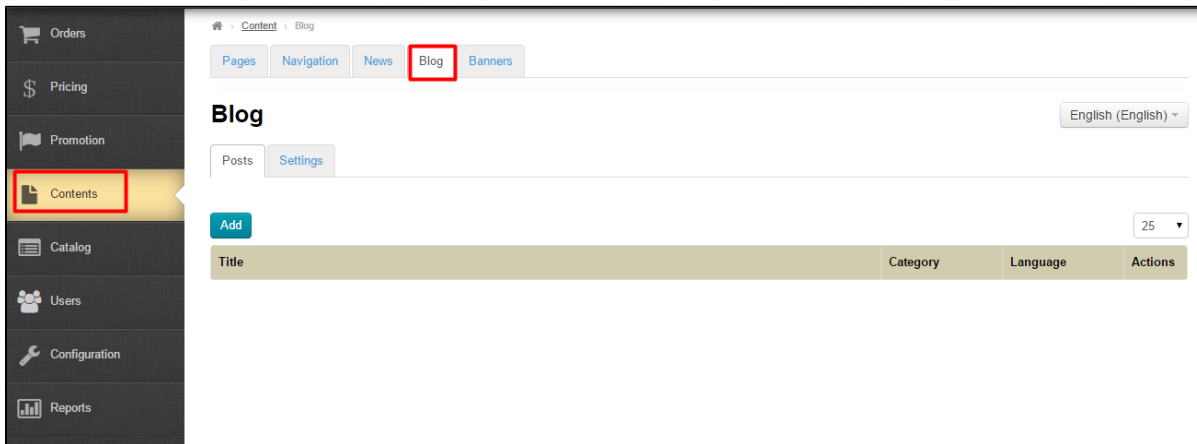 Orders
Pricing
Promotion
Contents
Catalog
Users
Configuration
Reports
› Content › Blog
Pages Navigation News Blog Banners
Blog
English (English)
Posts Settings
Add
25
Title Category Language Actions